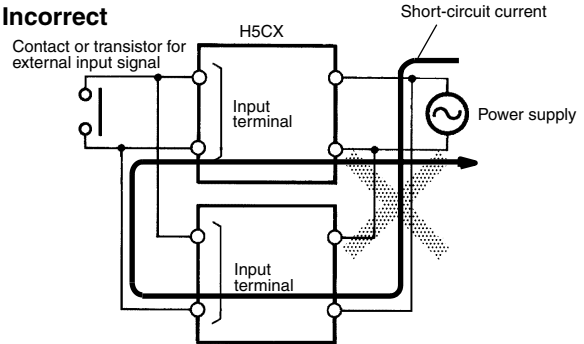 Incorrect
Short-circuit current
H5CX
Contact or transistor for
external input signal
Input
terminal
Power supply
Input
terminal